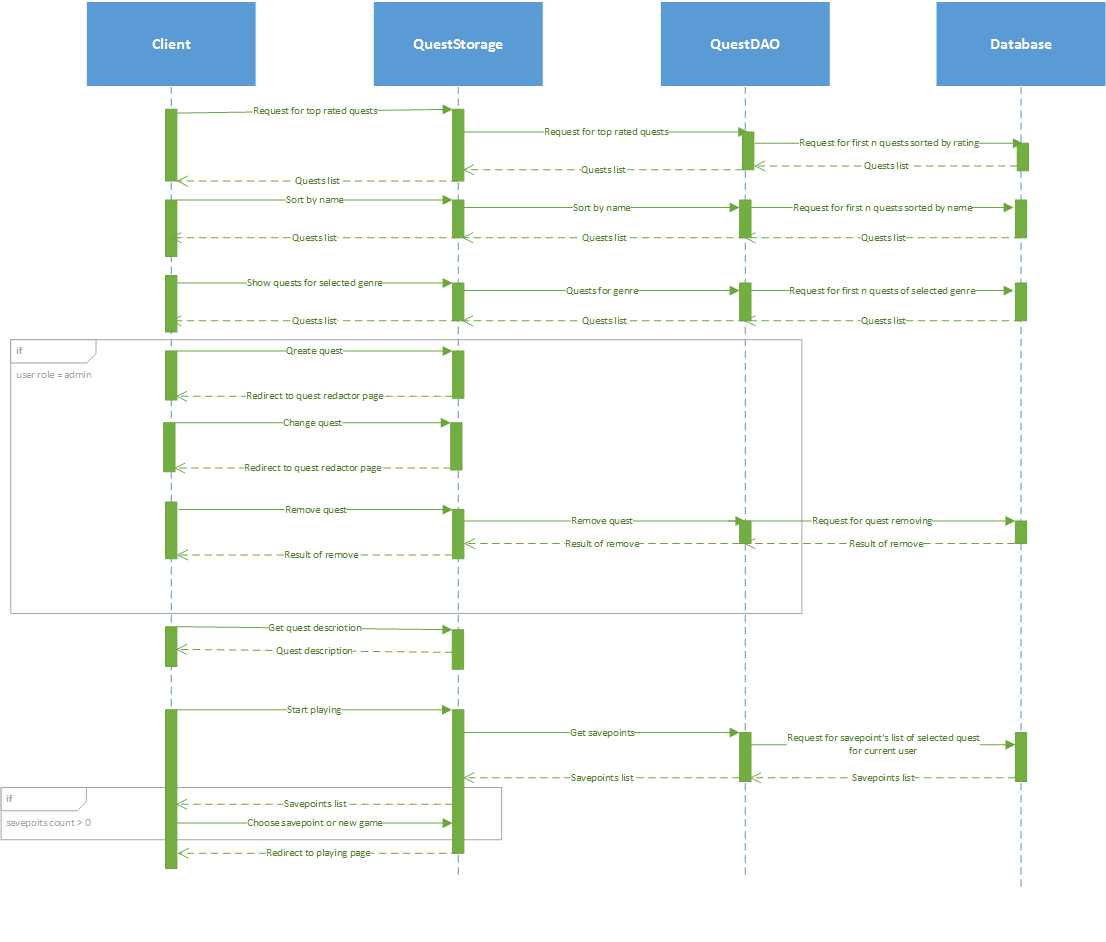 Client
QuestStorage
QuestDAO
Database
Request for top rated quests
Request for top rated quests
Request for first n quests sorted by rating
Quests list
Quests list
Quests list
Sort by name
Sort by name
Request for first n quests sorted by name
Quests list
Quests list
Quests list
Show quests for selected genre
Quests for genre
Request for first n quests of selected genre
Quests list
Quests list
Quests list
if
user role = admin
Qreate quest
Redirect to quest redactor page
Change quest
Redirect to quest redactor page
Remove quest
Remove quest
Request for quest removing
Result of remove
Result of remove
Result of remove
Get quest descriotion
Quest description
Start playing
Get savepoints
Request for savepoint's list of selected quest
for current user
Savepoints list
Savepoints list
if
savepoits count > 0
Savepoints list
Choose savepoint or new game
Redirect to playing page